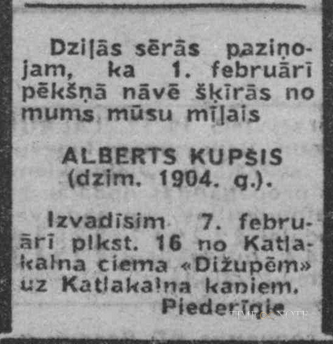 Dziļās sērās paziņo-
jam, ka 1. februārī
pēkšņā nāvē šķīrās no
mums mūsu mīļais
ALBERTS KUPŠIS
(dzim. 1904. g.).
Izvadīsim 7. febru-
ārī plkst. 16 no Katla-
kalna ciema «Dižupēm»
uz Katlakalna kapiem.
Piederīgie